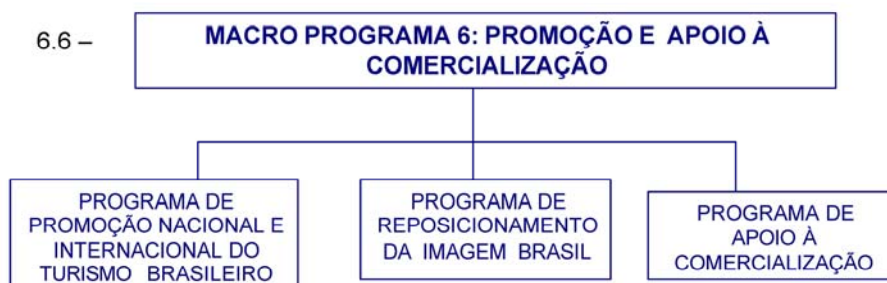 6.6 – MACRO PROGRAMA 6: PROMOÇÃO E APOIO À
COMERCIALIZAÇÃO
PROGRAMA DE
PROMOÇÃO NACIONAL E
INTERNACIONAL DO
TURISMO BRASILEIRO
PROGRAMA DE
REPOSICIONAMENTO
DA IMAGEM BRASIL
PROGRAMA DE
APOIO À
COMERCIALIZAÇÃO